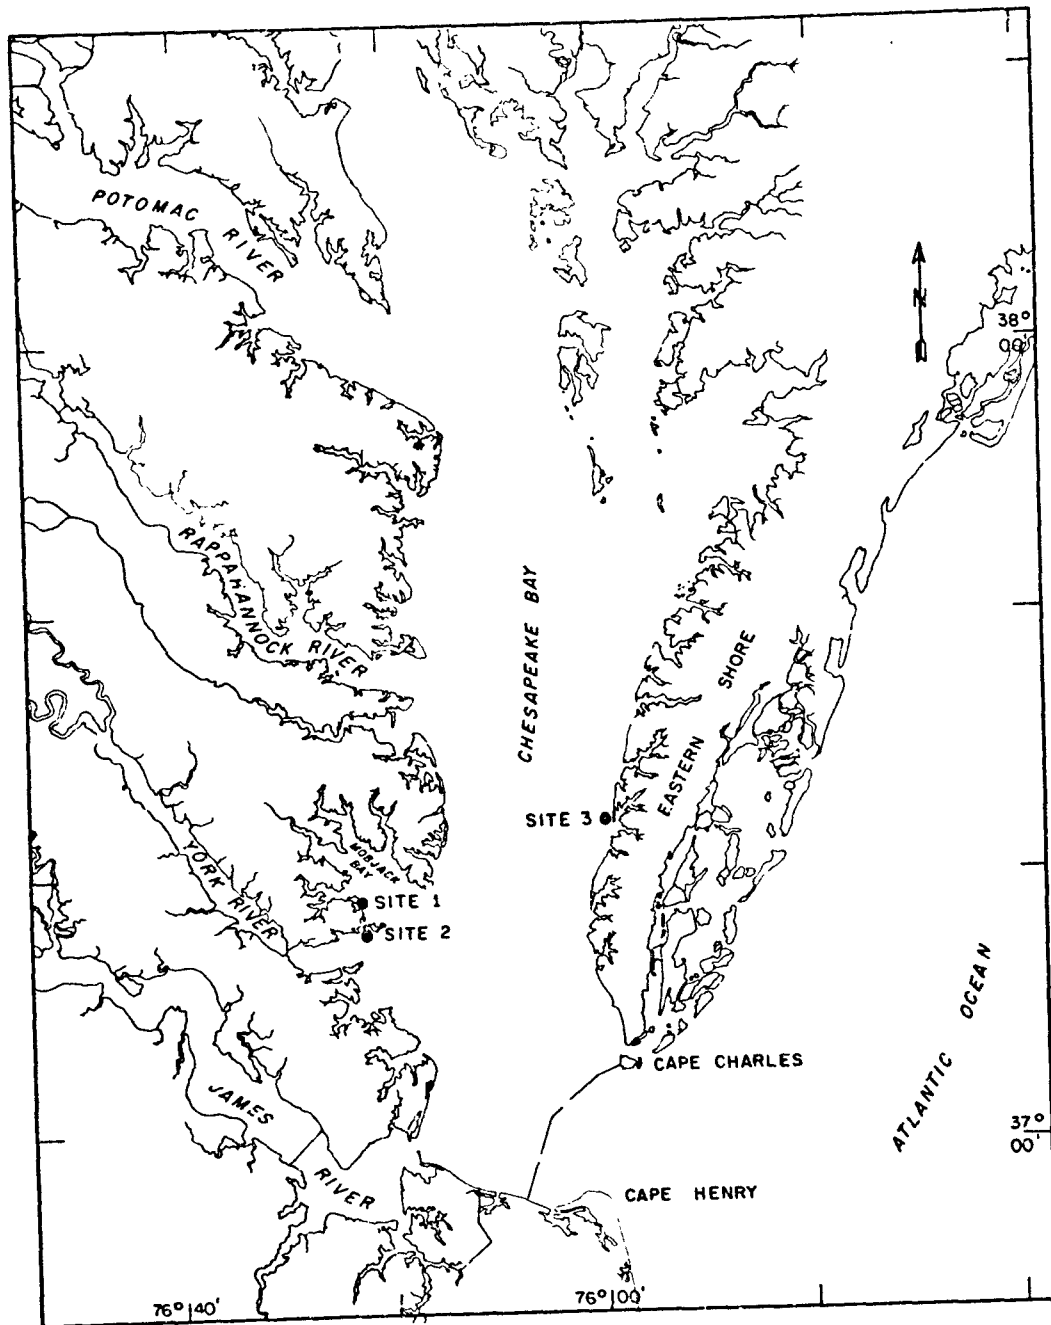 POTOMAC
RIVER
N
38°
00'
RAPPAHANNOCK RIVER
CHESAPEAKE BAY
EASTERN SHORE
SITE 3
MOBJACK
BAY
YORK RIVER
SITE 1
SITE 2
ATLANTIC OCEAN
CAPE CHARLES
JAMES
RIVER
37°
00'
CAPE HENRY
76° 40'
76° 00'